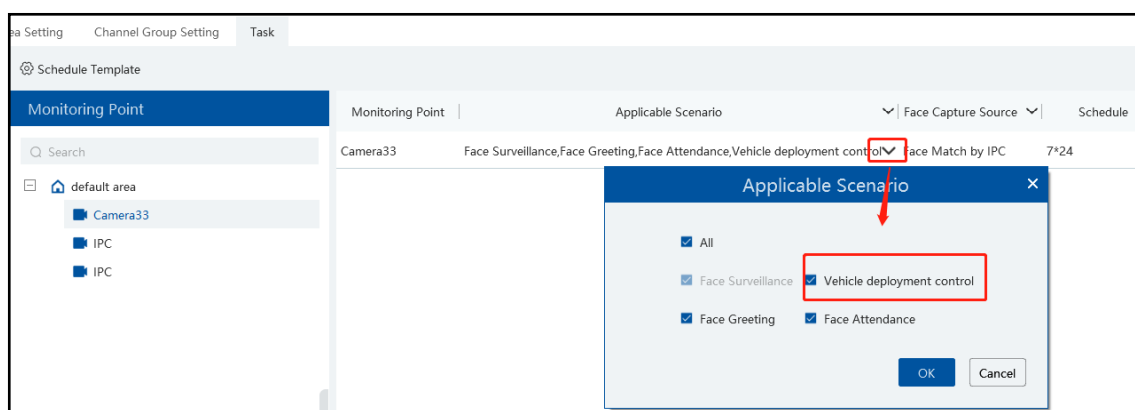 ea Setting Channel Group Setting Task
Schedule Template
Monitoring Point
Search
default area
Camera33
IPC
IPC
Monitoring Point Applicable Scenario Face Capture Source Schedule
Camera33 Face Surveillance,Face Greeting,Face Attendance,Vehicle deployment control Face Match by IPC 7*24
Applicable Scenario
All
Face Surveillance Vehicle deployment control
Face Greeting Face Attendance
OK Cancel